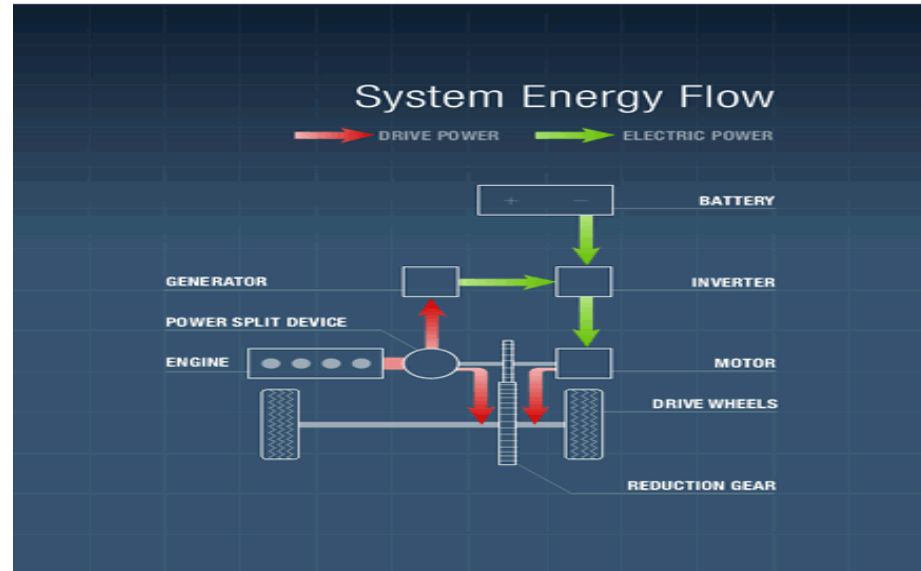 System Energy Flow
DRIVE POWER ELECTRIC POWER
+ − BATTERY
GENERATOR INVERTER
POWER SPLIT DEVICE
ENGINE MOTOR
DRIVE WHEELS
REDUCTION GEAR